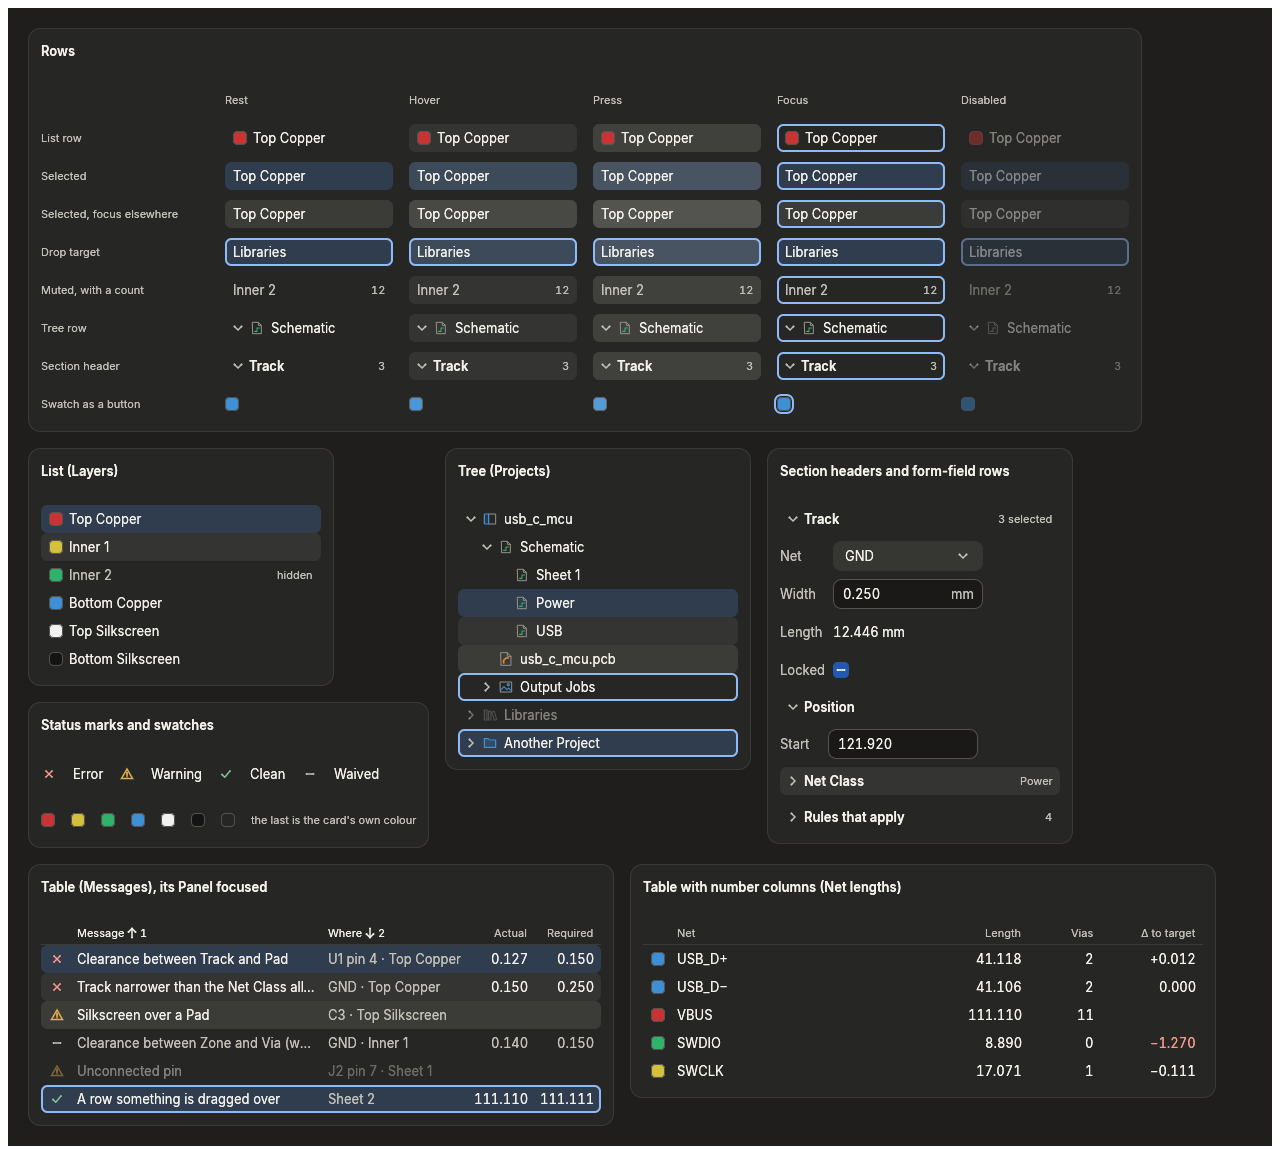 Rows
Rest Hover Press Focus Disabled
List row Top Copper Top Copper Top Copper Top Copper Top Copper
Selected Top Copper Top Copper Top Copper Top Copper Top Copper
Selected, focus elsewhere Top Copper Top Copper Top Copper Top Copper Top Copper
Drop target Libraries Libraries Libraries Libraries Libraries
Muted, with a count Inner 2 12 Inner 2 12 Inner 2 12 Inner 2 12 Inner 2 12
Tree row Schematic Schematic Schematic Schematic Schematic
Section header Track 3 Track 3 Track 3 Track 3 Track 3
Swatch as a button
List (Layers)
Top Copper
Inner 1
Inner 2 hidden
Bottom Copper
Top Silkscreen
Bottom Silkscreen
Tree (Projects)
usb_c_mcu
Schematic
Sheet 1
Power
USB
usb_c_mcu.pcb
Output Jobs
Libraries
Another Project
Section headers and form-field rows
Track 3 selected
Net GND
Width 0.250 mm
Length 12.446 mm
Locked
Position
Start 121.920
Net Class Power
Rules that apply 4
Status marks and swatches
Error Warning Clean Waived
the last is the card's own colour
Table (Messages), its Panel focused
Message ↑ 1 Where ↓ 2 Actual Required
Clearance between Track and Pad U1 pin 4 · Top Copper 0.127 0.150
Track narrower than the Net Class all... GND · Top Copper 0.150 0.250
Silkscreen over a Pad C3 · Top Silkscreen
Clearance between Zone and Via (w... GND · Inner 1 0.140 0.150
Unconnected pin J2 pin 7 · Sheet 1
A row something is dragged over Sheet 2 111.110 111.111
Table with number columns (Net lengths)
Net Length Vias Δ to target
USB_D+ 41.118 2 +0.012
USB_D− 41.106 2 0.000
VBUS 111.110 11
SWDIO 8.890 0 −1.270
SWCLK 17.071 1 −0.111